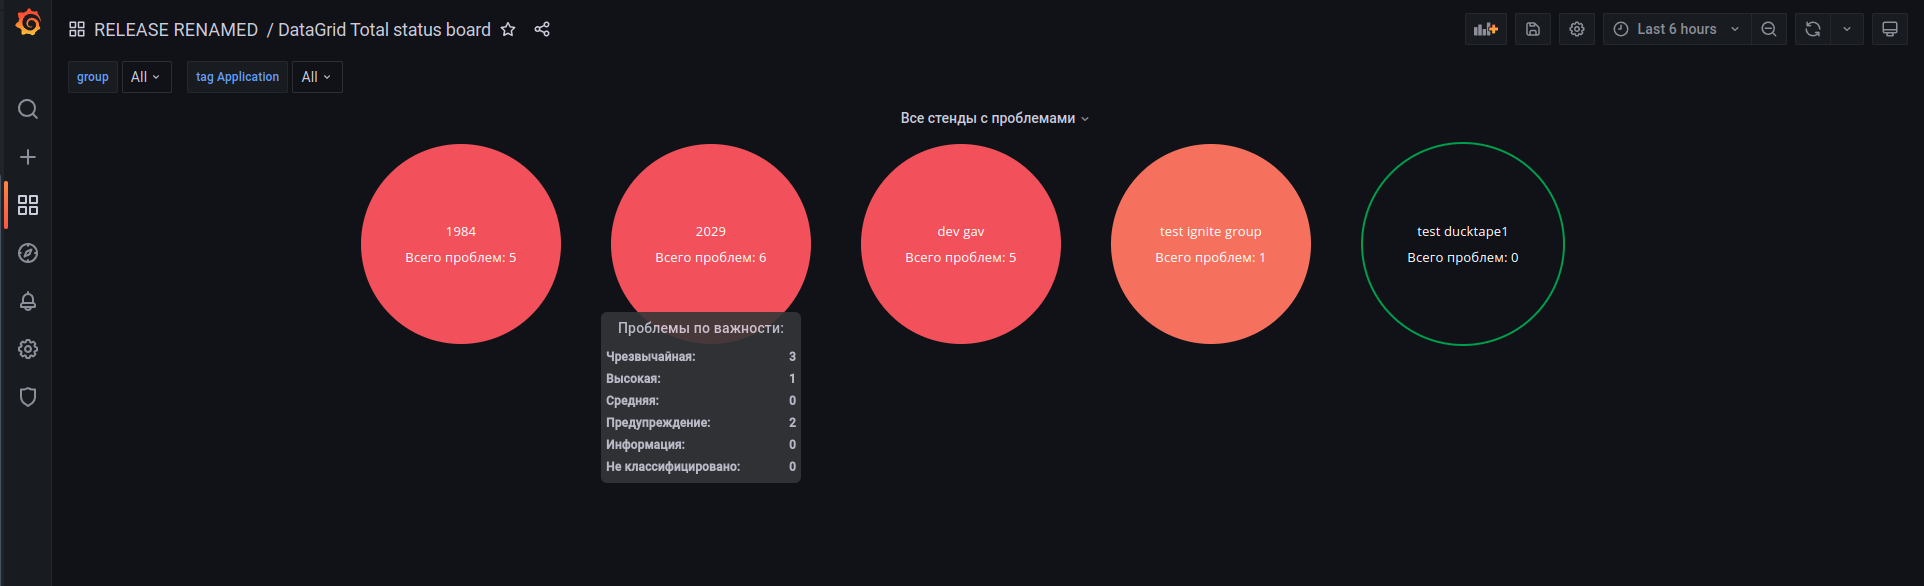 RELEASE RENAMED / DataGrid Total status board
Last 6 hours
group All tag Application All
Все стенды с проблемами
1984
Всего проблем: 5
2029
Всего проблем: 6
dev gav
Всего проблем: 5
test ignite group
Всего проблем: 1
test ducktape1
Всего проблем: 0
Проблемы по важности:
Чрезвычайная: 3
Высокая: 1
Средняя: 0
Предупреждение: 2
Информация: 0
Не классифицировано: 0